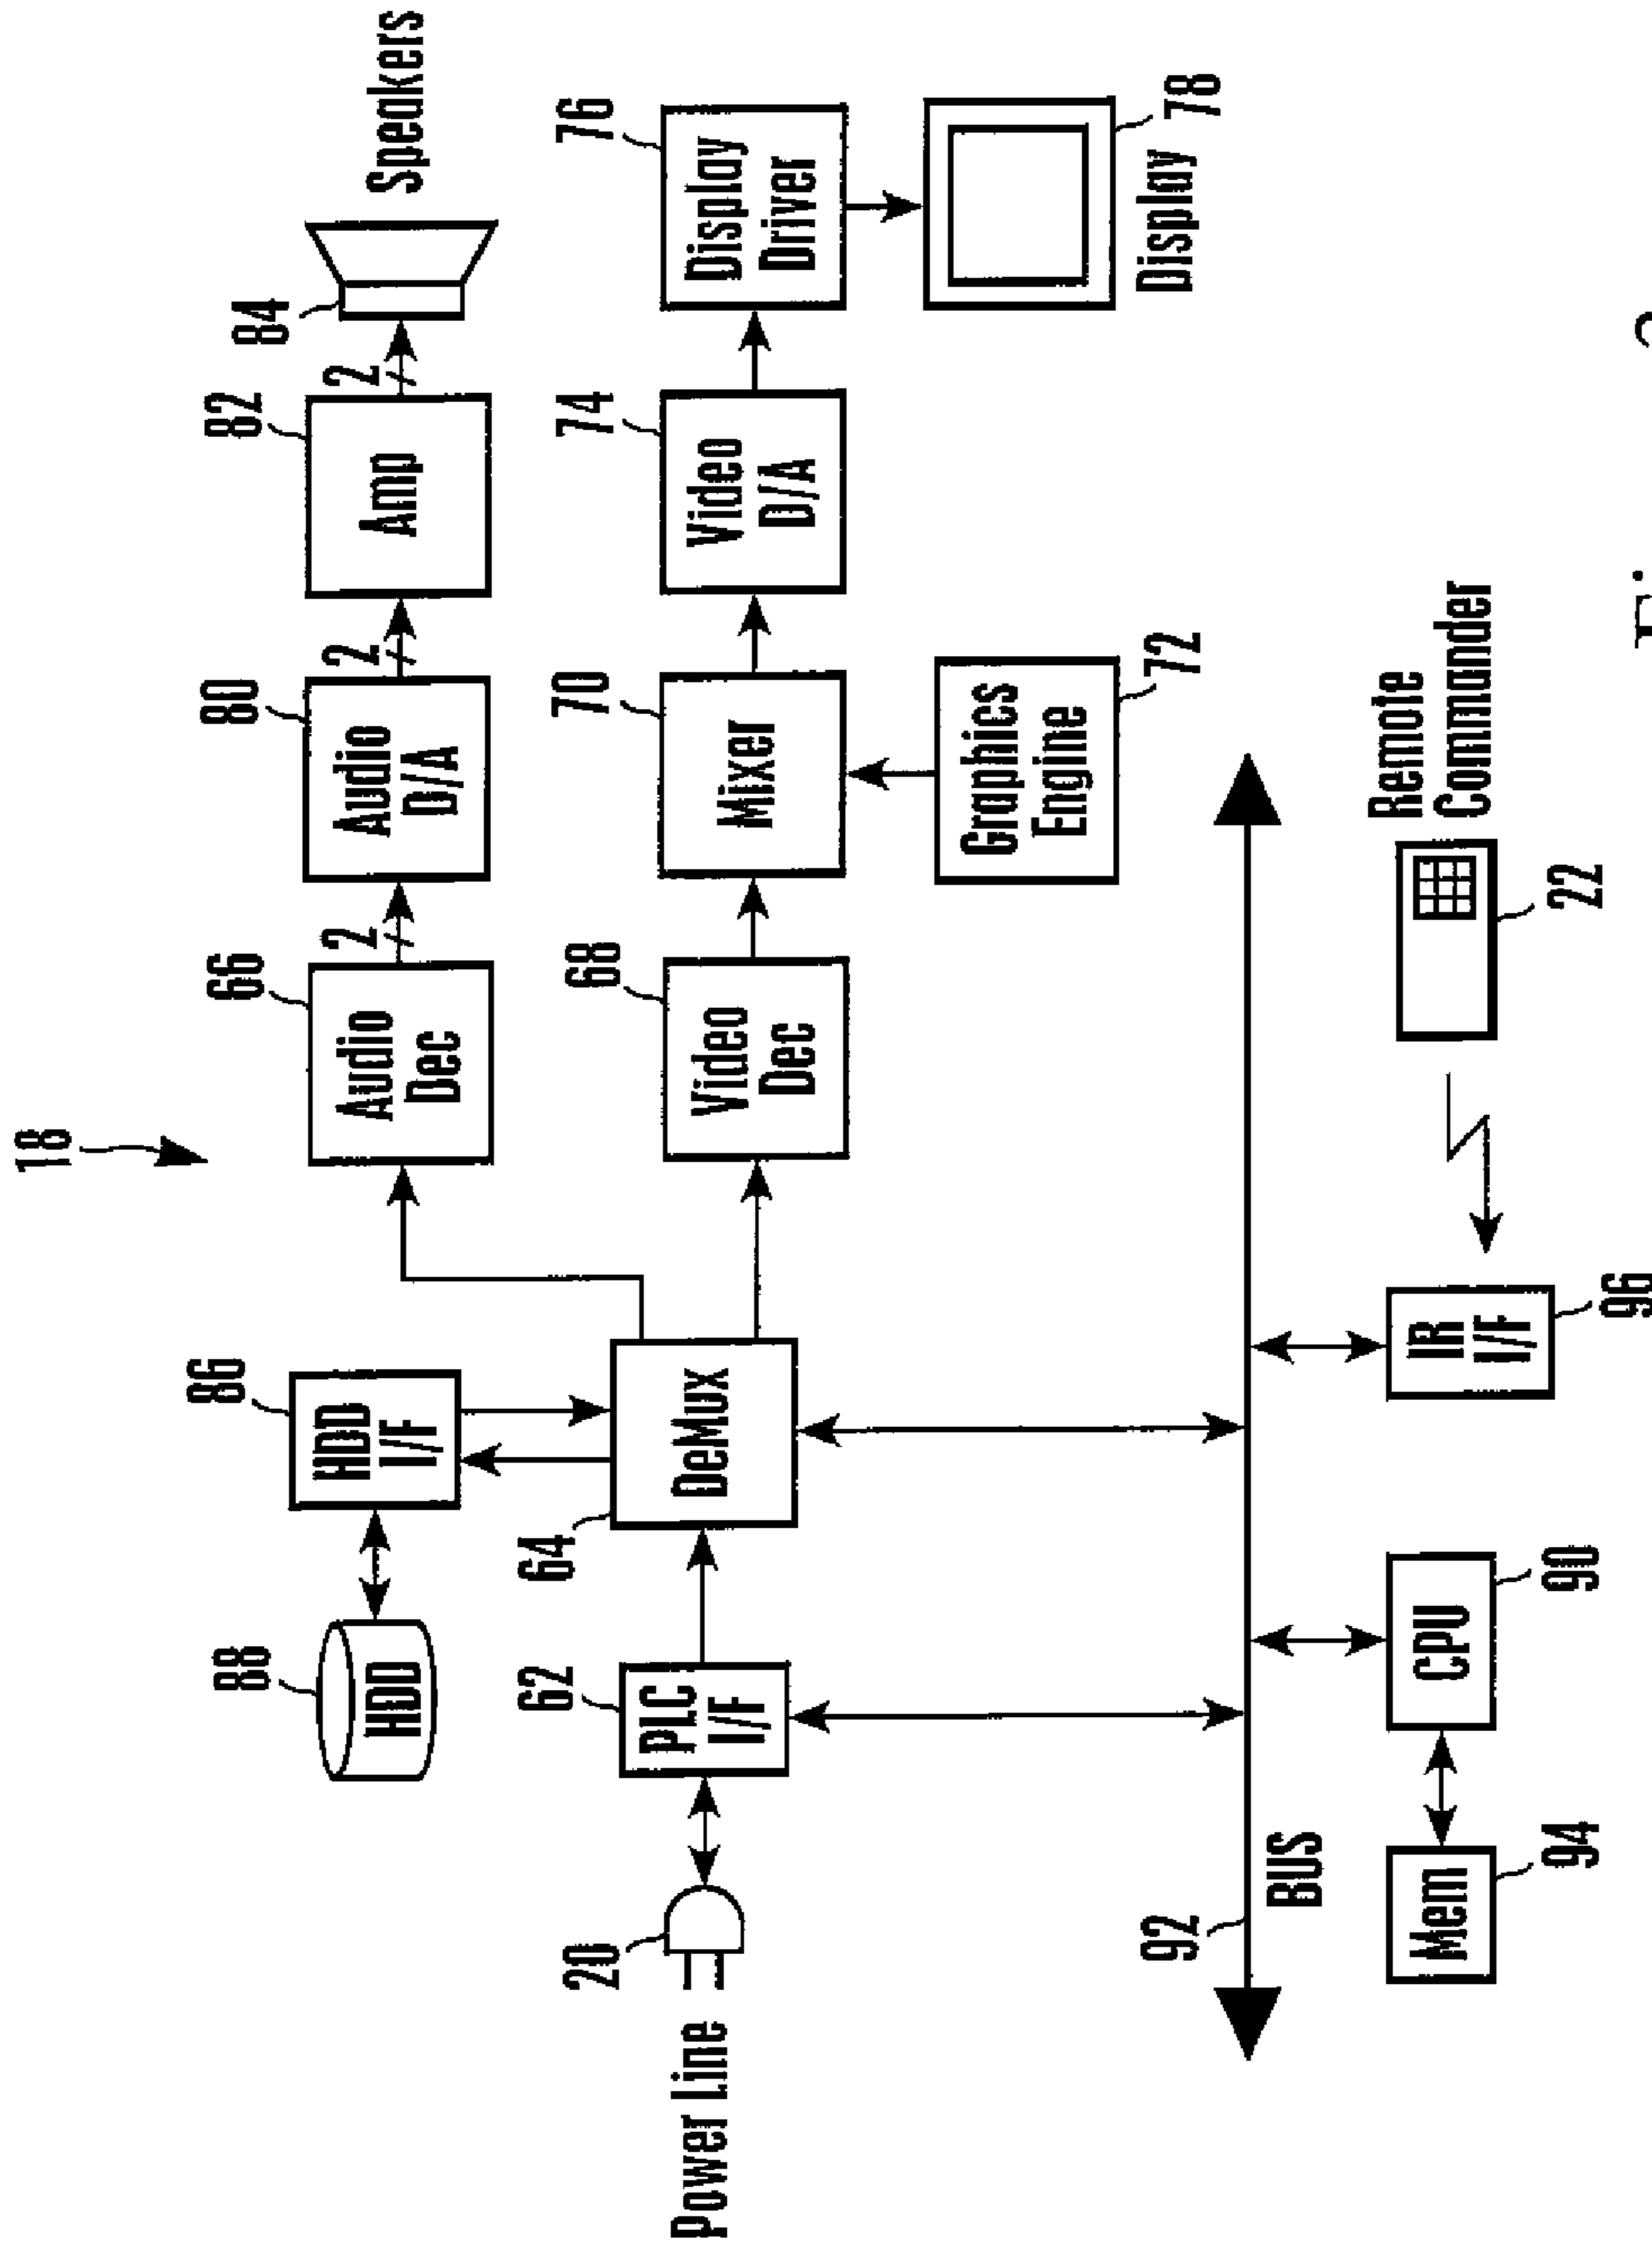 18
88
HDD
86
HDD
I/F
66
Audio
Dec
2
80
Audio
D/A
2
82
Amp
2
84
Speakers
Power Line
20
62
PLC
I/F
64
DeMux
68
Video
Dec
70
Mixer
74
Video
D/A
76
Display
Driver
Graphics
Engine
72
Display
78
92
BUS
Mem
94
CPU
90
IR
I/F
96
22
Remote
Commander